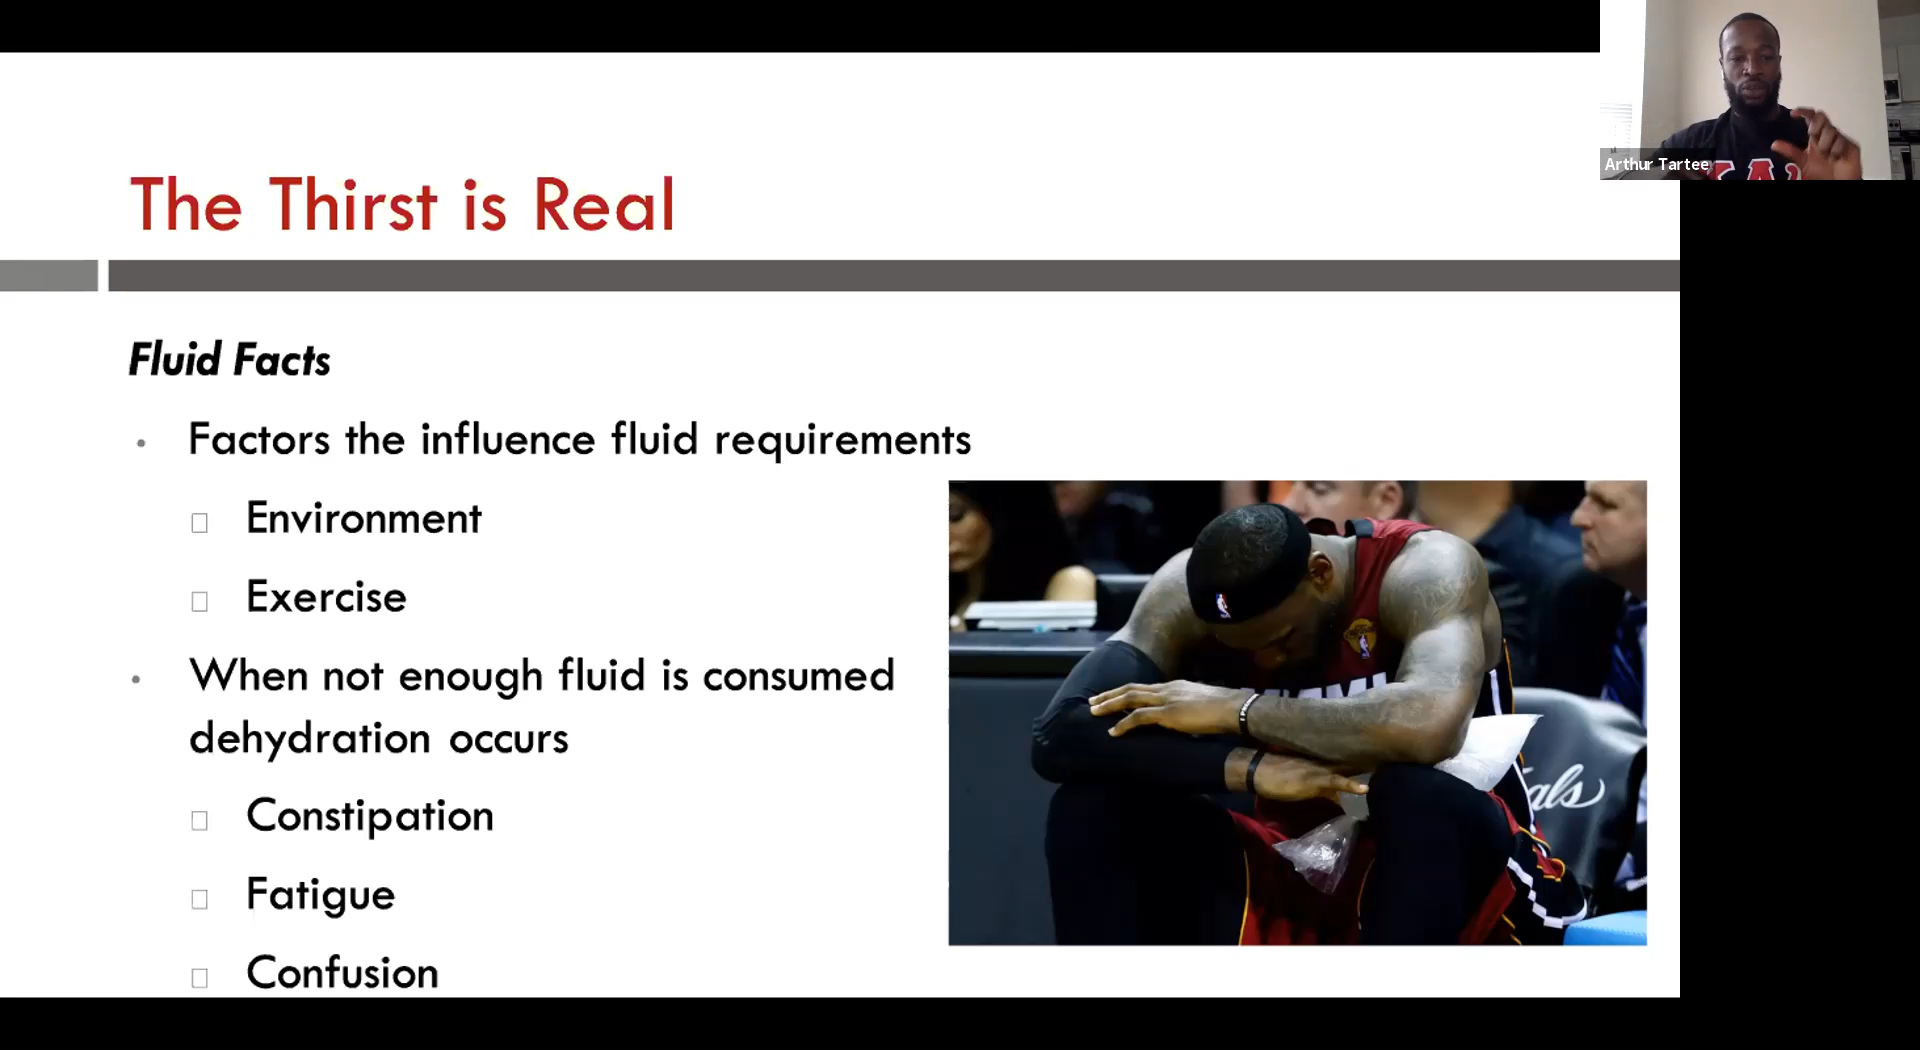 The Thirst is Real
Arthur Tartee
Fluid Facts
Factors the influence fluid requirements
Environment
Exercise
When not enough fluid is consumed
dehydration occurs
Constipation
Fatigue
Confusion